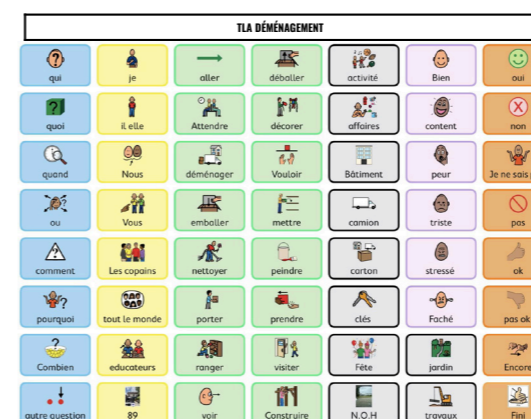 TLA DÉMÉNAGEMENT
qui je aller déballer activité Bien oui
quoi il elle Attendre décorer affaires content non
quand Nous déménager Vouloir Bâtiment peur Je ne sais
ou Vous emballer mettre camion triste pas
comment Les copains nettoyer peindre carton stressé ok
pourquoi tout le monde porter prendre clés Faché pas ok
Combien educateurs ranger visiter Fête jardin Encore
autre question 89 voir Construire N.O.H travaux Fini